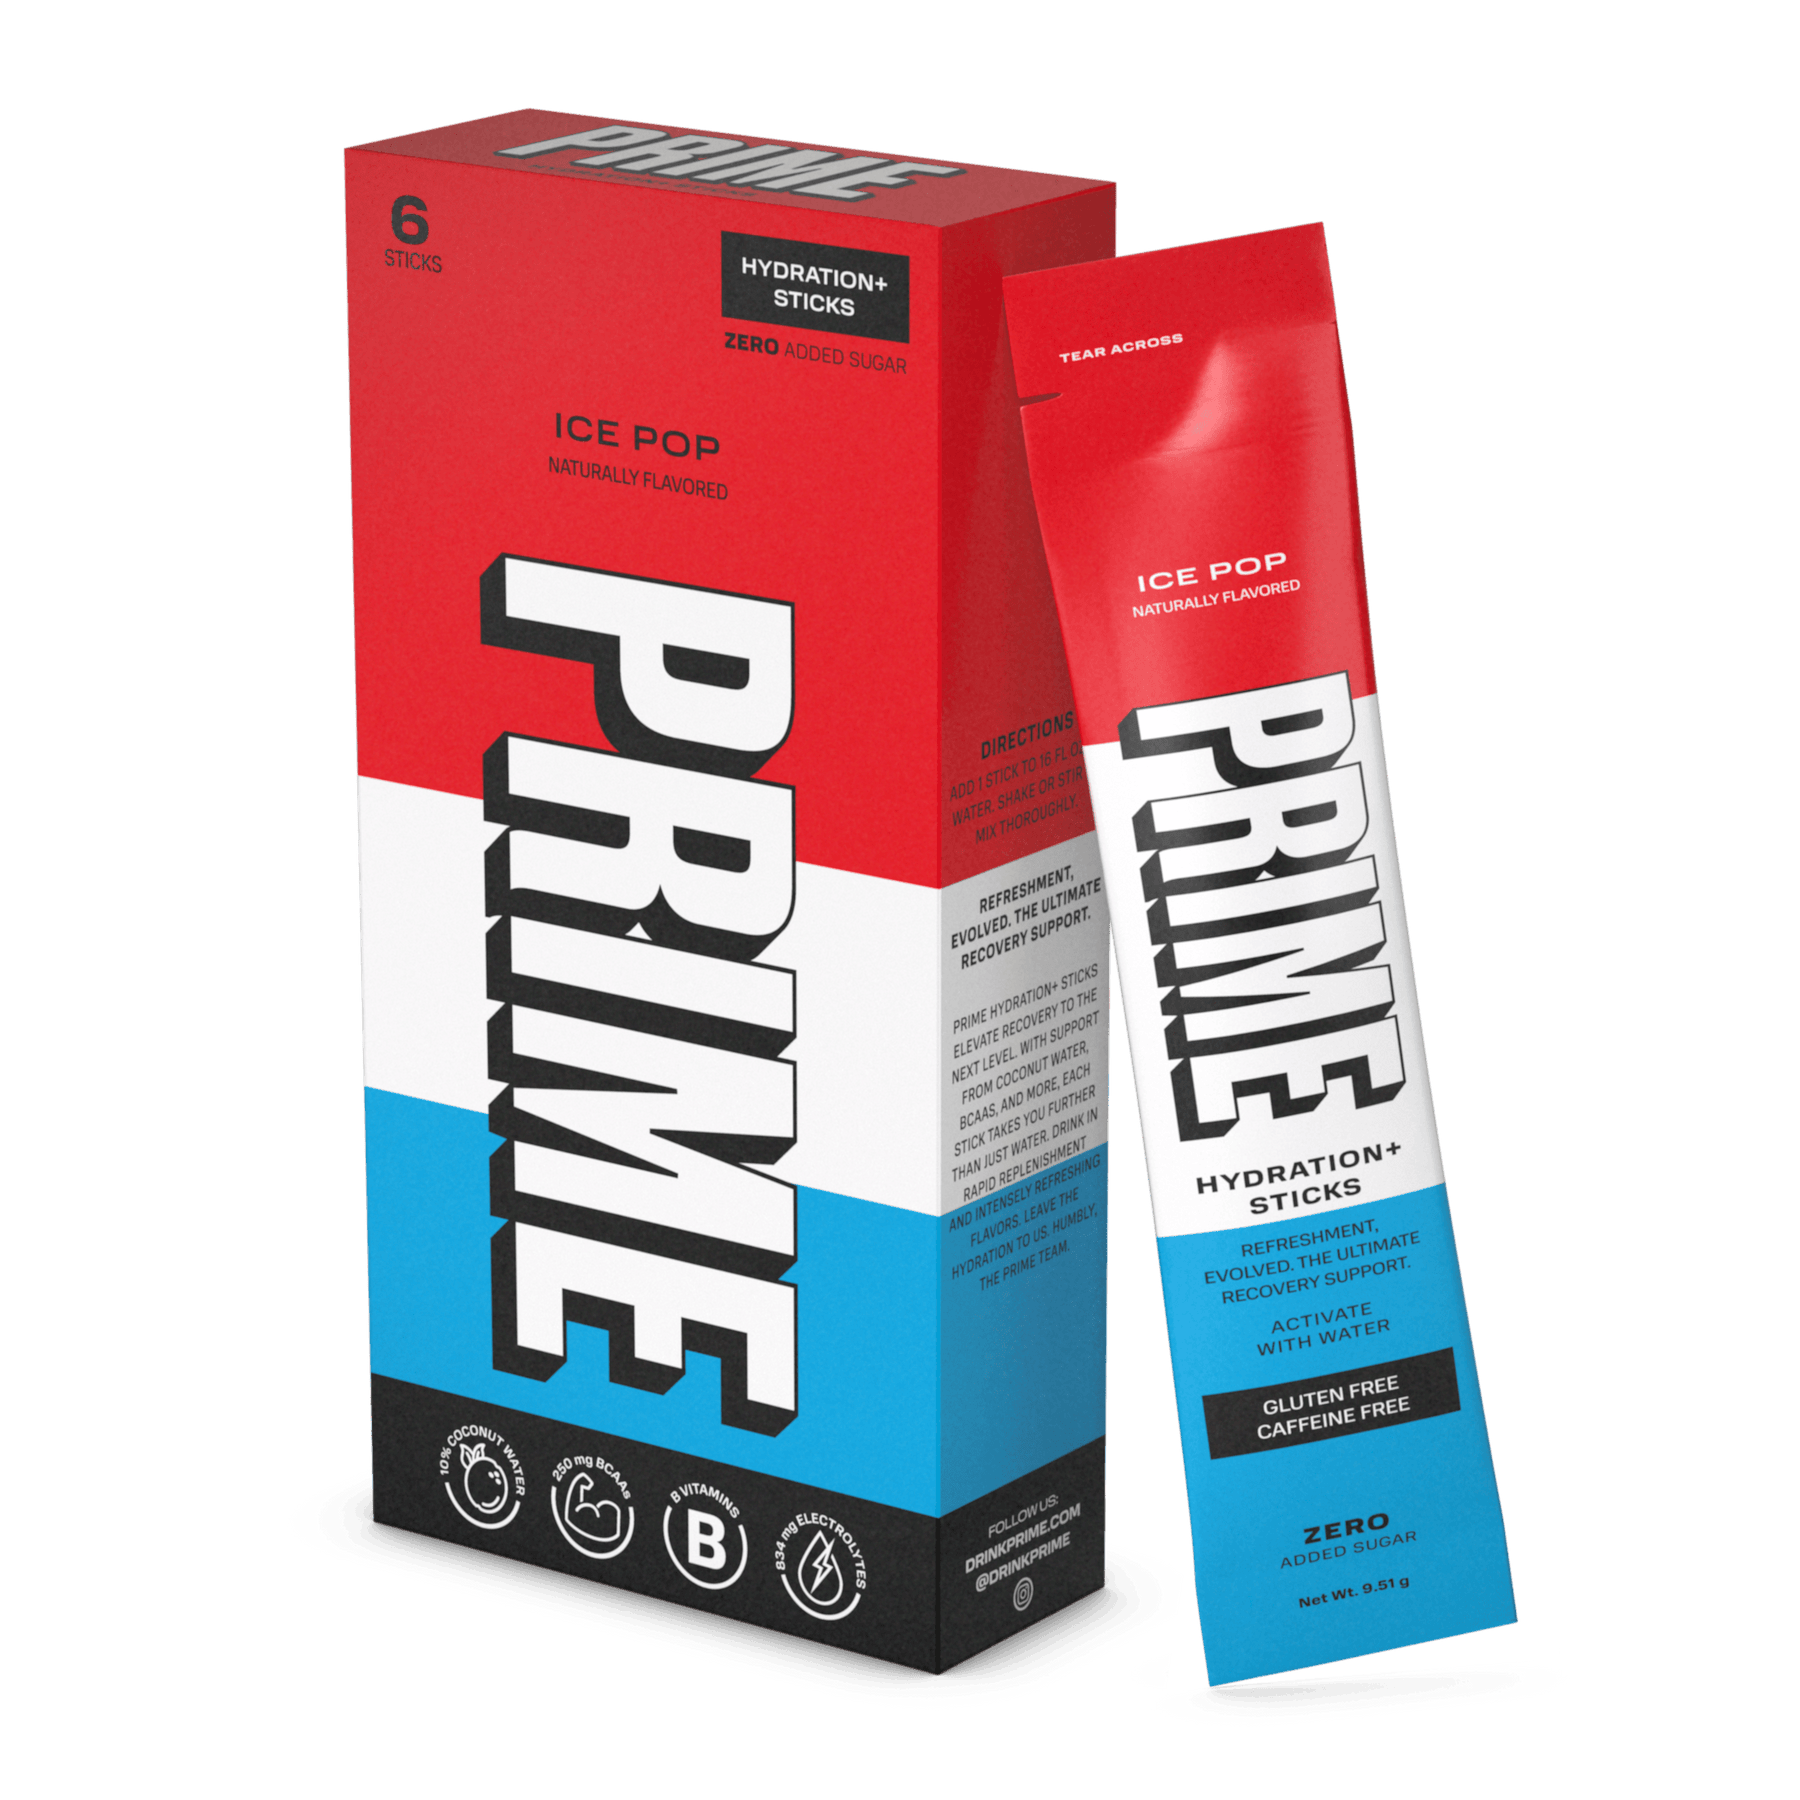 PRIME
HYDRATION+ STICKS
6
STICKS
HYDRATION+
STICKS
ZERO ADDED SUGAR
ICE POP
NATURALLY FLAVORED
PRIME
10% COCONUT WATER
250 mg BCAAs
B VITAMINS
B
834 mg ELECTROLYTES
DIRECTIONS
ADD 1 STICK TO 16 FL
WATER. SHAKE OR STIR
MIX THOROUGHLY.
REFRESHMENT,
EVOLVED. THE ULTIMATE
RECOVERY SUPPORT.
PRIME HYDRATION+ STICKS
ELEVATE RECOVERY TO THE
NEXT LEVEL. WITH SUPPORT
FROM COCONUT WATER,
BCAAS, AND MORE, EACH
STICK TAKES YOU FURTHER
THAN JUST WATER. DRINK IN
RAPID REPLENISHMENT
AND INTENSELY REFRESHING
FLAVORS. LEAVE THE
HYDRATION TO US. HUMBLY,
THE PRIME TEAM.
FOLLOW US:
DRINKPRIME.COM
@DRINKPRIME
TEAR ACROSS
ICE POP
NATURALLY FLAVORED
PRIME
HYDRATION+
STICKS
REFRESHMENT,
EVOLVED. THE ULTIMATE
RECOVERY SUPPORT.
ACTIVATE
WITH WATER
GLUTEN FREE
CAFFEINE FREE
ZERO
ADDED SUGAR
Net Wt. 9.51 g